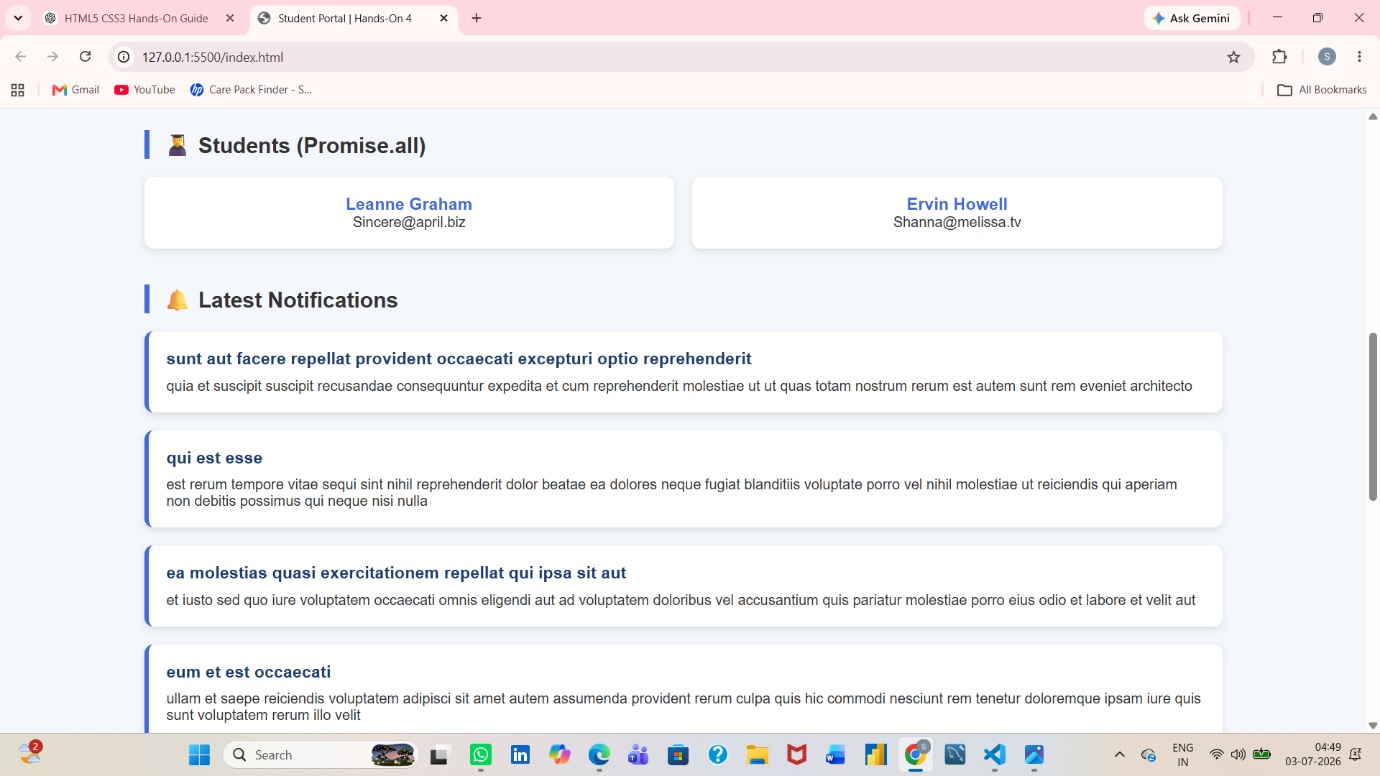 HTML5 CSS3 Hands-On Guide
Student Portal | Hands-On 4
Ask Gemini
127.0.0.1:5500/index.html
S
Gmail
YouTube
Care Pack Finder - S...
All Bookmarks
Students (Promise.all)
Leanne Graham
Sincere@april.biz
Ervin Howell
Shanna@melissa.tv
Latest Notifications
sunt aut facere repellat provident occaecati excepturi optio reprehenderit
quia et suscipit suscipit recusandae consequuntur expedita et cum reprehenderit molestiae ut ut quas totam nostrum rerum est autem sunt rem eveniet architecto
qui est esse
est rerum tempore vitae sequi sint nihil reprehenderit dolor beatae ea dolores neque fugiat blanditiis voluptate porro vel nihil molestiae ut reiciendis qui aperiam
non debitis possimus qui neque nisi nulla
ea molestias quasi exercitationem repellat qui ipsa sit aut
et iusto sed quo iure voluptatem occaecati omnis eligendi aut ad voluptatem doloribus vel accusantium quis pariatur molestiae porro eius odio et labore et velit aut
eum et est occaecati
ullam et saepe reiciendis voluptatem adipisci sit amet autem assumenda provident rerum culpa quis hic commodi nesciunt rem tenetur doloremque ipsam iure quis
sunt voluptatem rerum illo velit
2
Search
ENG
IN
04:49
03-07-2026